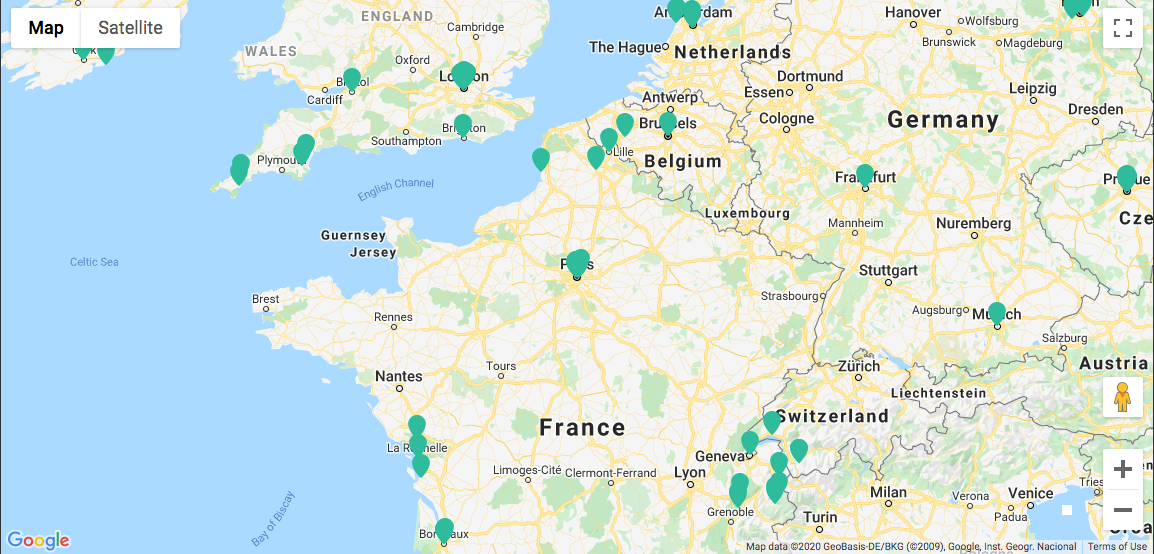 Map
Satellite
ENGLAND
Cambridge
WALES
Oxford
London
Bristol
Cardiff
Brighton
Southampton
Plymouth
English Channel
Guernsey
Jersey
Celtic Sea
Amsterdam
The Hague
Netherlands
Hanover
Wolfsburg
Brunswick
Magdeburg
Dortmund
Essen
Antwerp
Leipzig
Dresden
Cologne
Germany
Brussels
Lille
Belgium
Frankfurt
Prague
Luxembourg
Mannheim
Nuremberg
Cze
Paris
Stuttgart
Strasbourg
Brest
Rennes
Augsburg
Munich
Salzburg
Tours
Nantes
Zürich
Austria
Liechtenstein
France
Switzerland
La Rochelle
Geneva
Limoges-Cité
Clermont-Ferrand
Lyon
Milan
Verona
Venice
Padua
Grenoble
Turin
Bay of Biscay
Bordeaux
Google
Map data ©2020 GeoBasis-DE/BKG (©2009), Google, Inst. Geogr. Nacional
Terms of Use